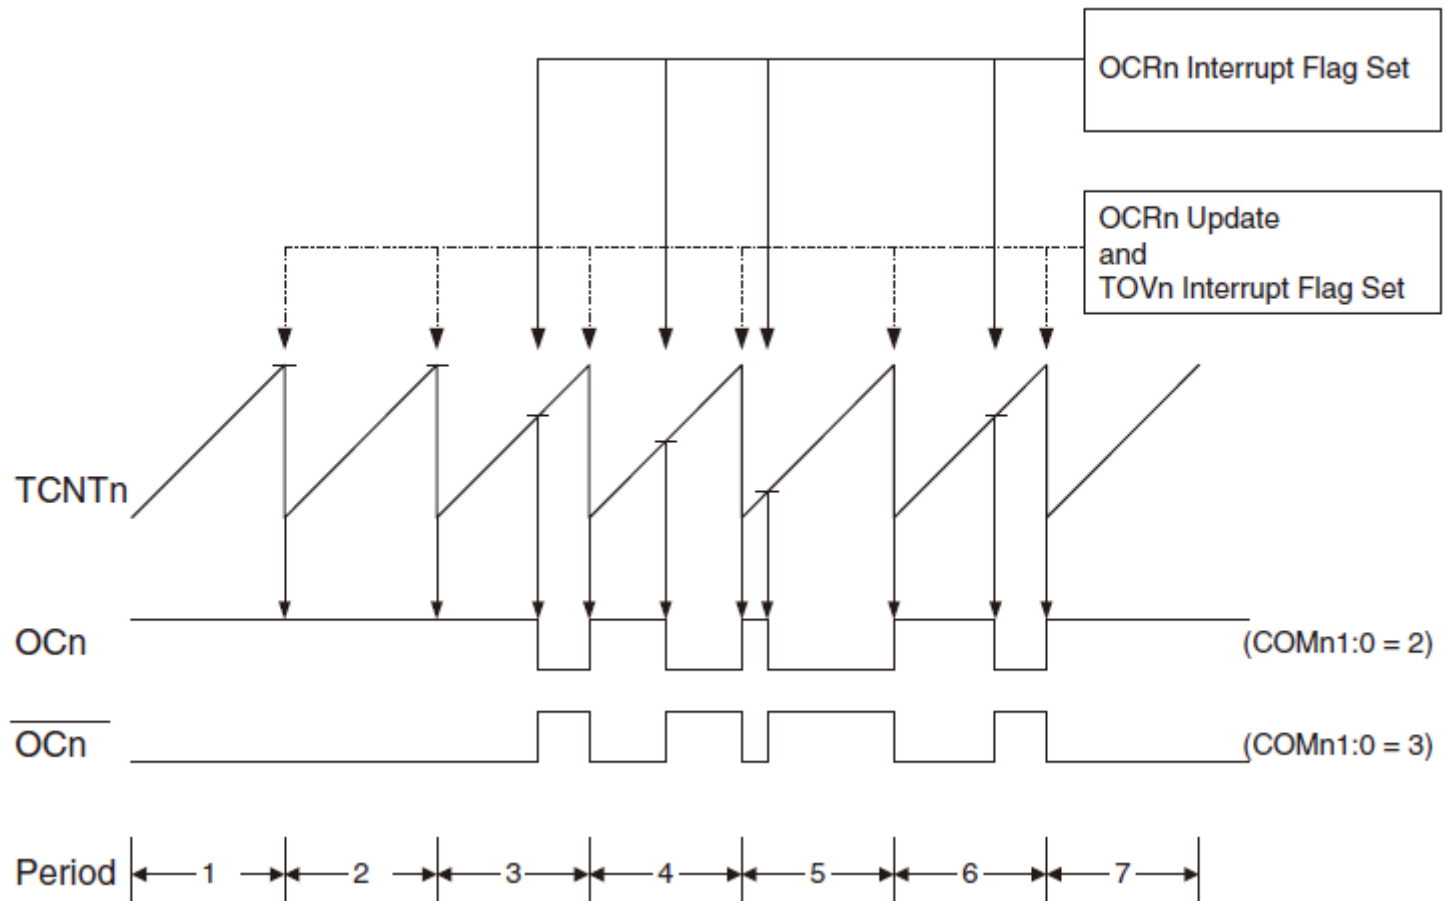 OCRn Interrupt Flag Set
OCRn Update
and
TOVn Interrupt Flag Set
TCNTn
OCn
(COMn1:0 = 2)
OCn
(COMn1:0 = 3)
Period 1 2 3 4 5 6 7